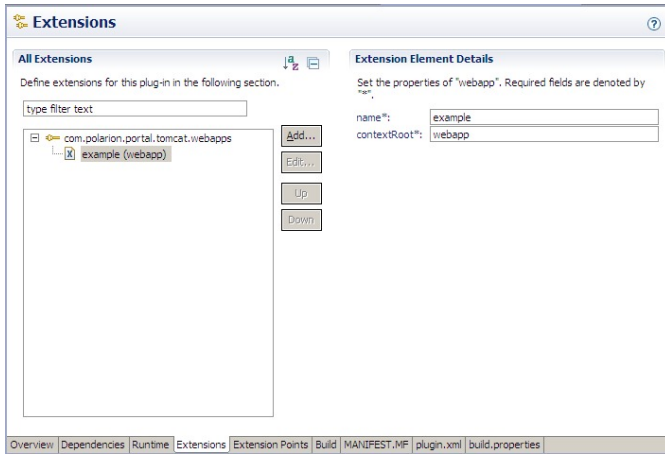 Extensions
All Extensions
Define extensions for this plug-in in the following section.
type filter text
com.polarion.portal.tomcat.webapps
example (webapp)
Add...
Edit...
Up
Down
Extension Element Details
Set the properties of "webapp". Required fields are denoted by
"*".
name*: example
contextRoot*: webapp
Overview Dependencies Runtime Extensions Extension Points Build MANIFEST.MF plugin.xml build.properties